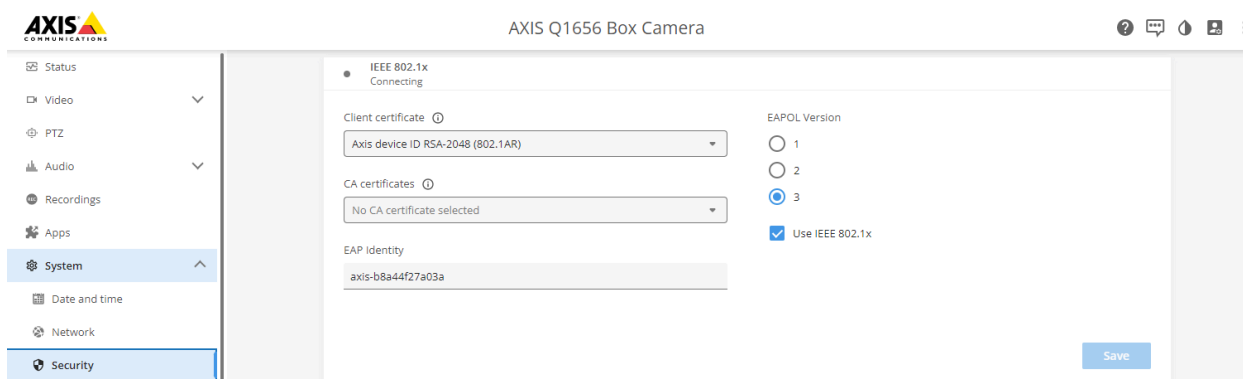 AXIS
COMMUNICATIONS
AXIS Q1656 Box Camera
Status
Video
PTZ
Audio
Recordings
Apps
System
Date and time
Network
Security
IEEE 802.1x
Connecting
Client certificate
Axis device ID RSA-2048 (802.1AR)
CA certificates
No CA certificate selected
EAP Identity
axis-b8a44f27a03a
EAPOL Version
1
2
3
Use IEEE 802.1x
Save